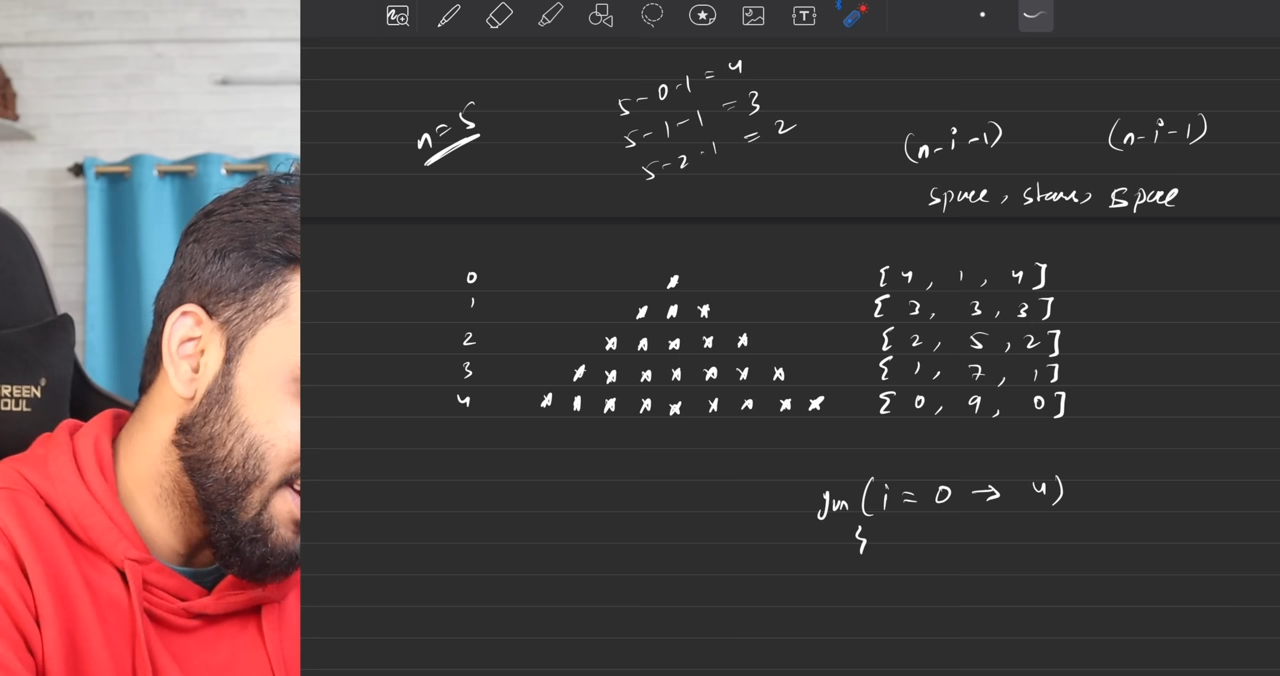 n=5
5-0-1 = 4
5-1-1 = 3
5-2-1 = 2
(n-i-1) (n-i-1)
space, stars, space
0 * [4, 1, 4]
1 * * * [3, 3, 3]
2 * * * * * [2, 5, 2]
3 * * * * * * * [1, 7, 1]
4 * * * * * * * * * [0, 9, 0]
(i = 0 → 4)
{
T
REEN
OUL